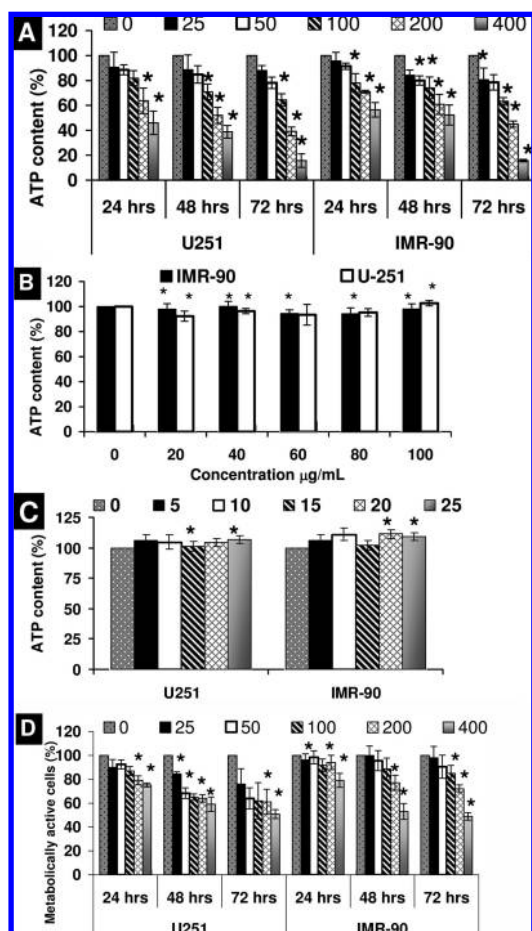 A
0 25 50 100 200 400
ATP content (%)
120
100
80
60
40
20
0
* * * * * * * * * * * * * * * * *
24 hrs 48 hrs 72 hrs 24 hrs 48 hrs 72 hrs
U251 IMR-90
B
IMR-90 U-251
ATP content (%)
120
100
80
60
40
20
0
* * * * * * *
0 20 40 60 80 100
Concentration µg/mL
C
0 5 10 15 20 25
ATP content (%)
125
100
75
50
25
0
* * * *
U251 IMR-90
D
0 25 50 100 200 400
Metabolically active cells (%)
120
100
80
60
40
20
0
24 hrs 48 hrs 72 hrs 24 hrs 48 hrs 72 hrs
U251 IMR-90